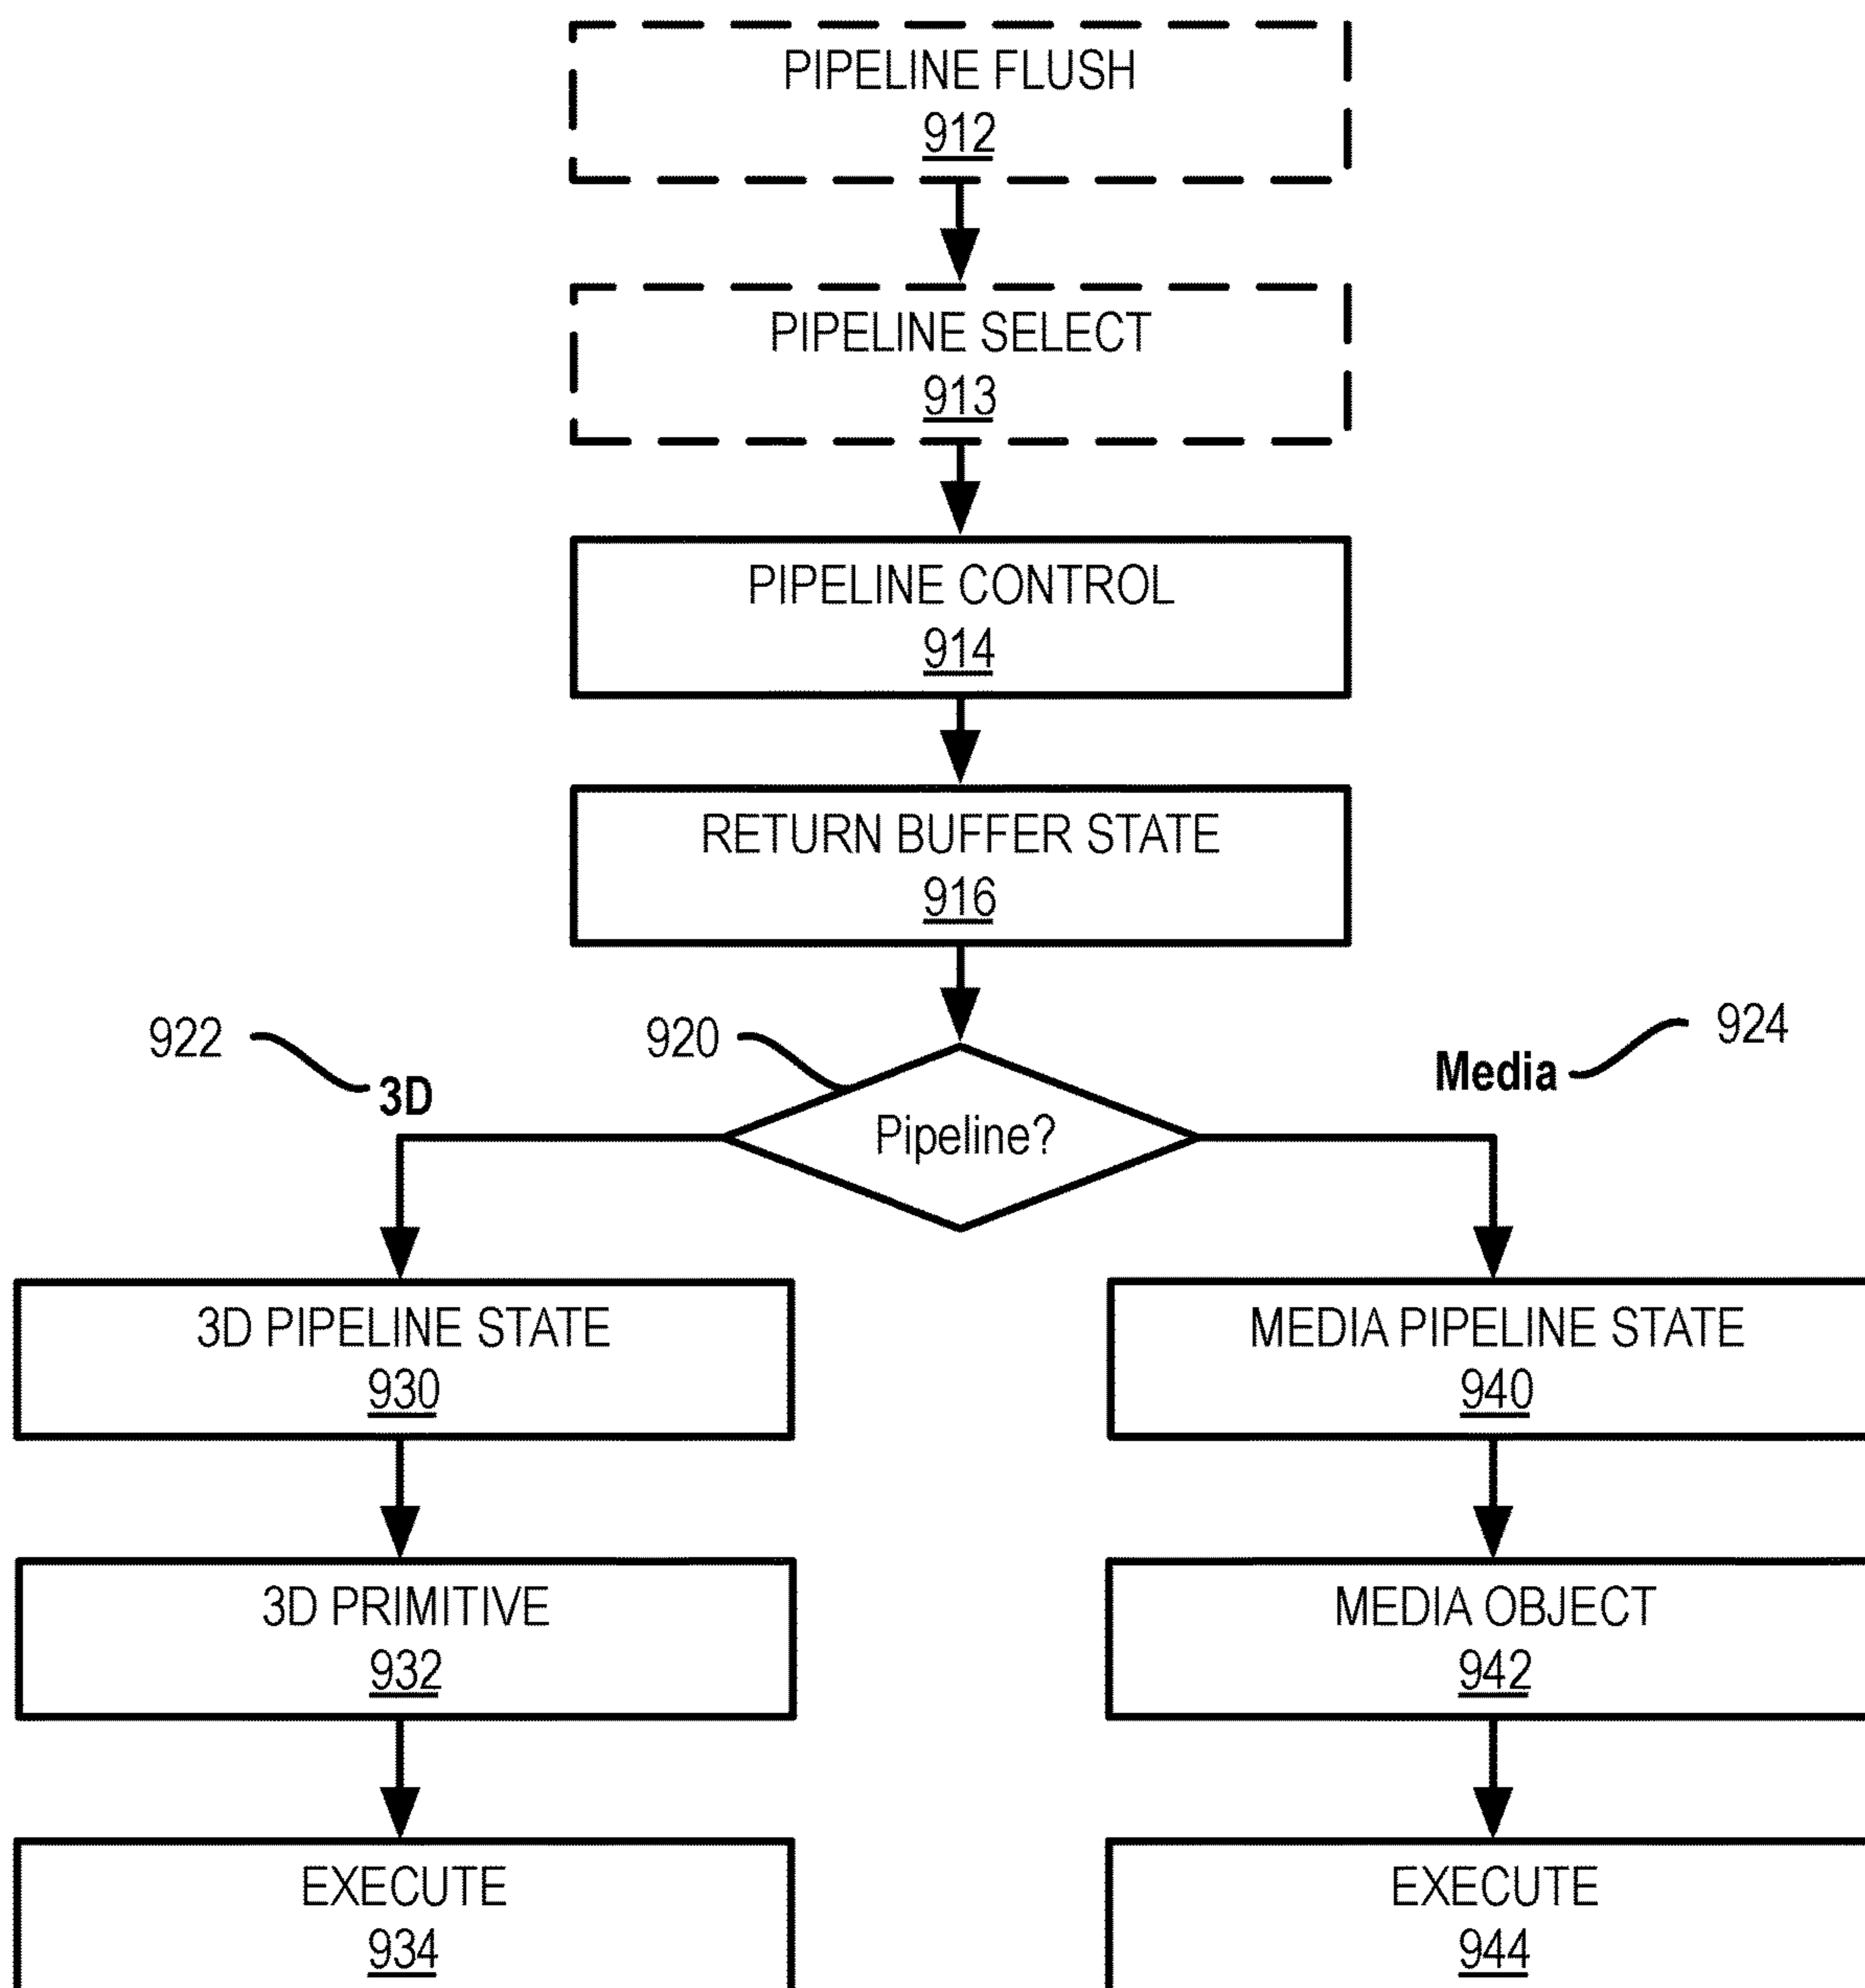 PIPELINE FLUSH
912
PIPELINE SELECT
913
PIPELINE CONTROL
914
RETURN BUFFER STATE
916
922
920
924
3D
Media
Pipeline?
3D PIPELINE STATE
930
MEDIA PIPELINE STATE
940
3D PRIMITIVE
932
MEDIA OBJECT
942
EXECUTE
934
EXECUTE
944